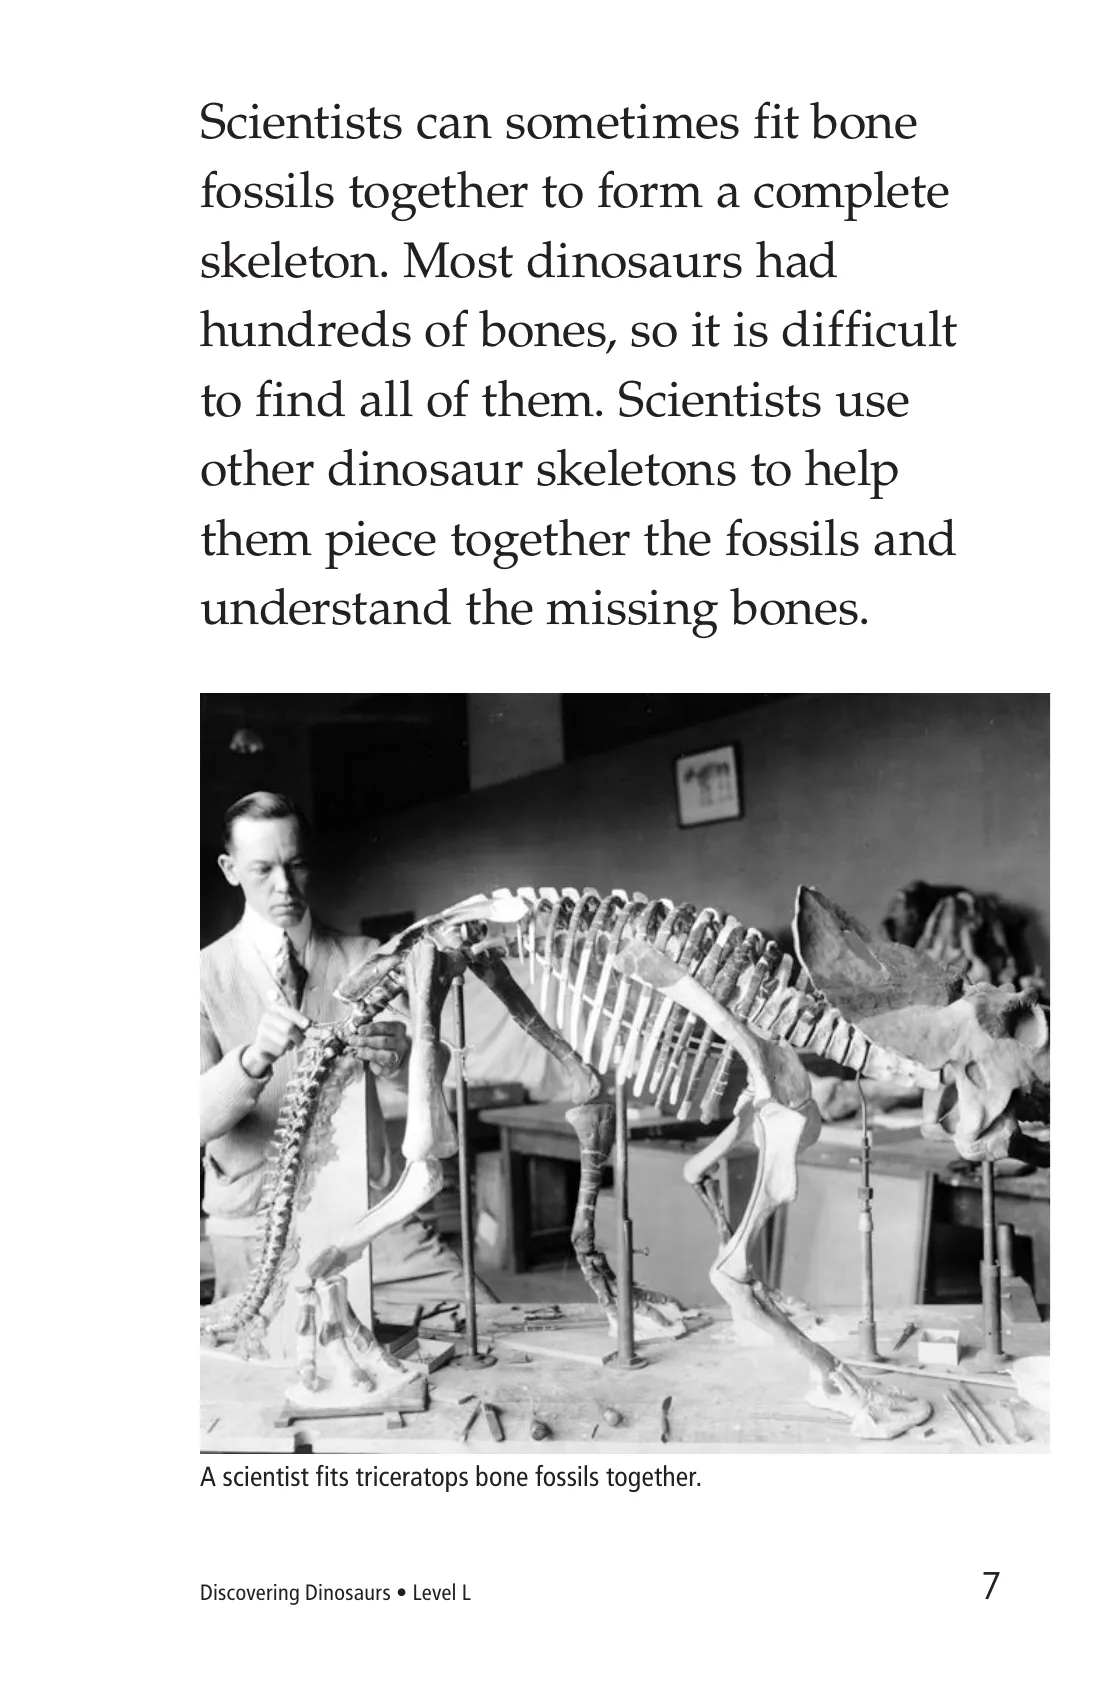 Scientists can sometimes fit bone
fossils together to form a complete
skeleton. Most dinosaurs had
hundreds of bones, so it is difficult
to find all of them. Scientists use
other dinosaur skeletons to help
them piece together the fossils and
understand the missing bones.
A scientist fits triceratops bone fossils together.
Discovering Dinosaurs • Level L
7